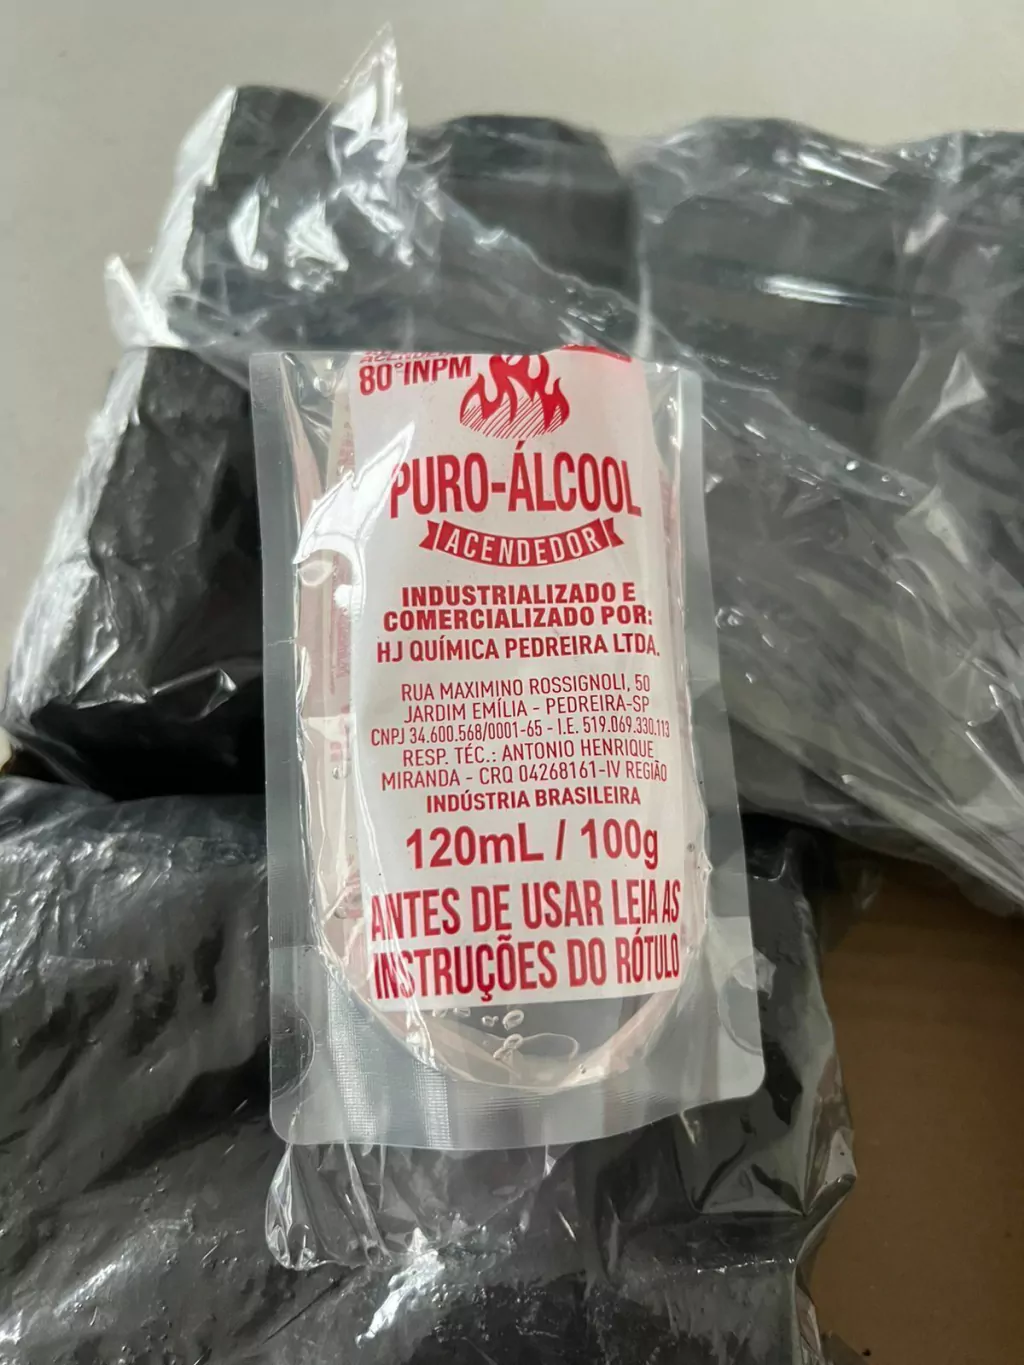 80°INPM
PURO-ÁLCOOL
ACENDEDOR
INDUSTRIALIZADO E
COMERCIALIZADO POR:
HJ QUÍMICA PEDREIRA LTDA.
RUA MAXIMINO ROSSIGNOLI, 50
JARDIM EMÍLIA - PEDREIRA-SP
CNPJ 34.600.568/0001-65 - I.E. 519.069.330.113
RESP. TÉC.: ANTONIO HENRIQUE
MIRANDA - CRQ 04268161-IV REGIÃO
INDÚSTRIA BRASILEIRA
120mL / 100g
ANTES DE USAR LEIA AS
INSTRUÇÕES DO RÓTULO